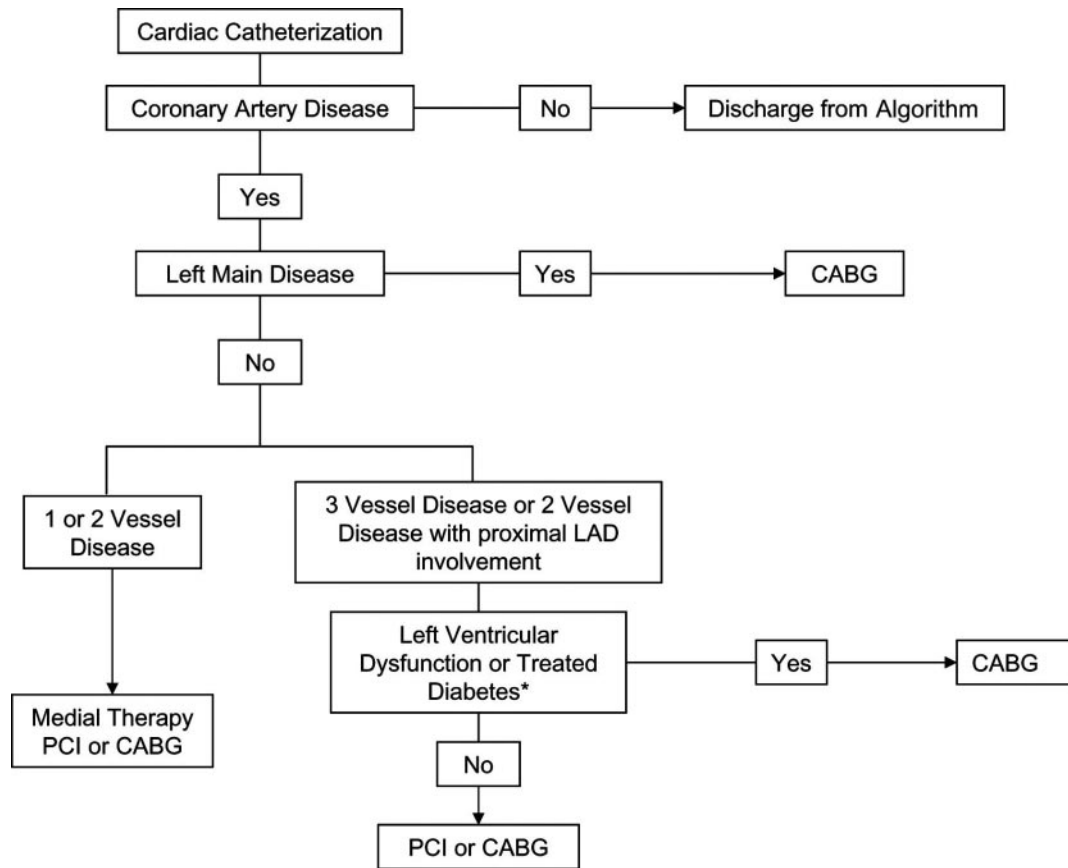 Cardiac Catheterization
Coronary Artery Disease
No
Discharge from Algorithm
Yes
Left Main Disease
Yes
CABG
No
1 or 2 Vessel
Disease
3 Vessel Disease or 2 Vessel
Disease with proximal LAD
involvement
Left Ventricular
Dysfunction or Treated
Diabetes*
Yes
CABG
Medial Therapy
PCI or CABG
No
PCI or CABG